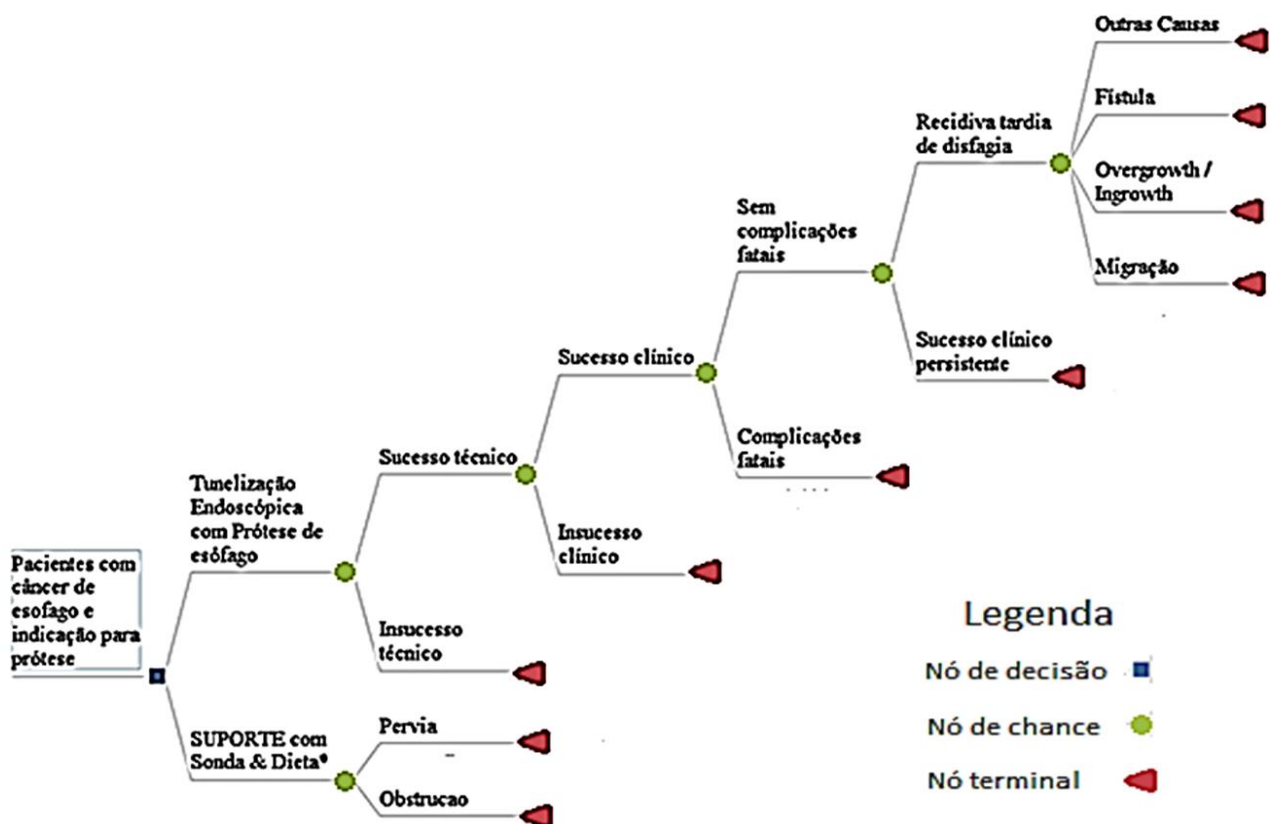 Outras Causas
Fístula
Recidiva tardia
de disfagia
Overgrowth /
Ingrowth
Sem
complicações
fatais
Migração
Sucesso clínico
Sucesso clínico
persistente
Complicações
fatais
Sucesso técnico
Tunelização
Endoscópica
com Prótese de
esôfago
Insucesso
clínico
Pacientes com
câncer de
esofago e
indicação para
prótese
Insucesso
técnico
SUPORTE com
Sonda & Dieta*
Pervia
Obstrucao
Legenda
Nó de decisão
Nó de chance
Nó terminal